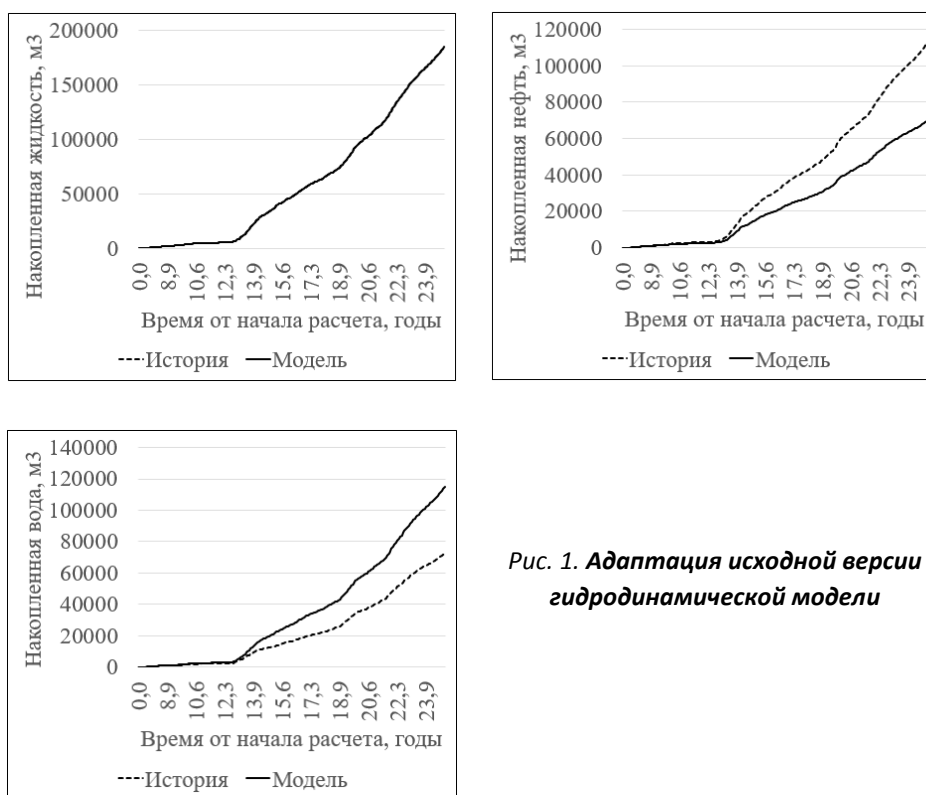 Накопленная жидкость, м3
200000
150000
100000
50000
0
0,0 8,9 10,6 12,3 13,9 15,6 17,3 18,9 20,6 22,3 23,9
Время от начала расчета, годы
История Модель
Накопленная нефть, м3
120000
100000
80000
60000
40000
20000
0
0,0 8,9 10,6 12,3 13,9 15,6 17,3 18,9 20,6 22,3 23,9
Время от начала расчета, годы
История Модель
Накопленная вода, м3
140000
120000
100000
80000
60000
40000
20000
0
0,0 8,9 10,6 12,3 13,9 15,6 17,3 18,9 20,6 22,3 23,9
Время от начала расчета, годы
История Модель
Рис. 1. Адаптация исходной версии
гидродинамической модели